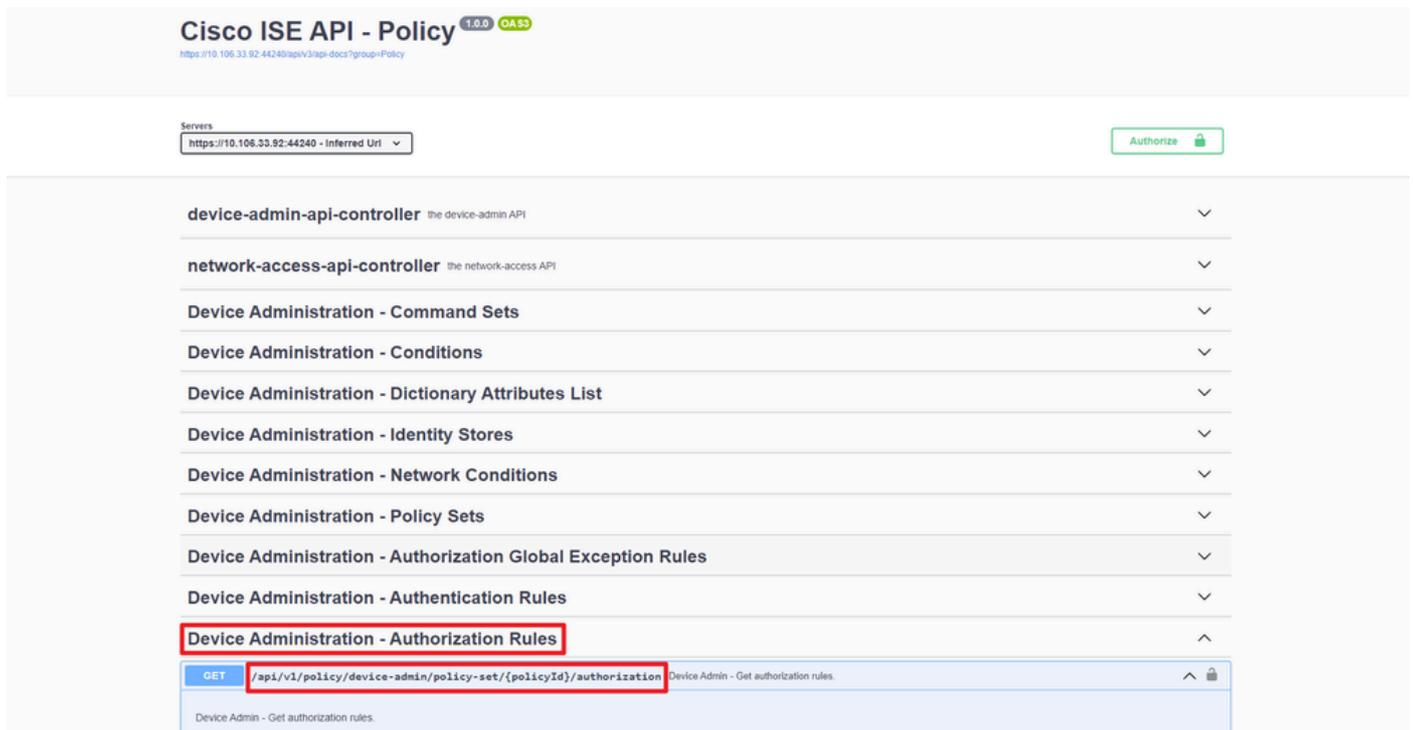 Cisco ISE API - Policy 1.0.0 OAS3
https://10.106.33.92:44240/api/v3/api-docs?group=Policy
Servers
https://10.106.33.92:44240 - Inferred Url
Authorize
device-admin-api-controller the device-admin API
network-access-api-controller the network-access API
Device Administration - Command Sets
Device Administration - Conditions
Device Administration - Dictionary Attributes List
Device Administration - Identity Stores
Device Administration - Network Conditions
Device Administration - Policy Sets
Device Administration - Authorization Global Exception Rules
Device Administration - Authentication Rules
Device Administration - Authorization Rules
GET /api/v1/policy/device-admin/policy-set/{policyId}/authorization Device Admin - Get authorization rules.
Device Admin - Get authorization rules.